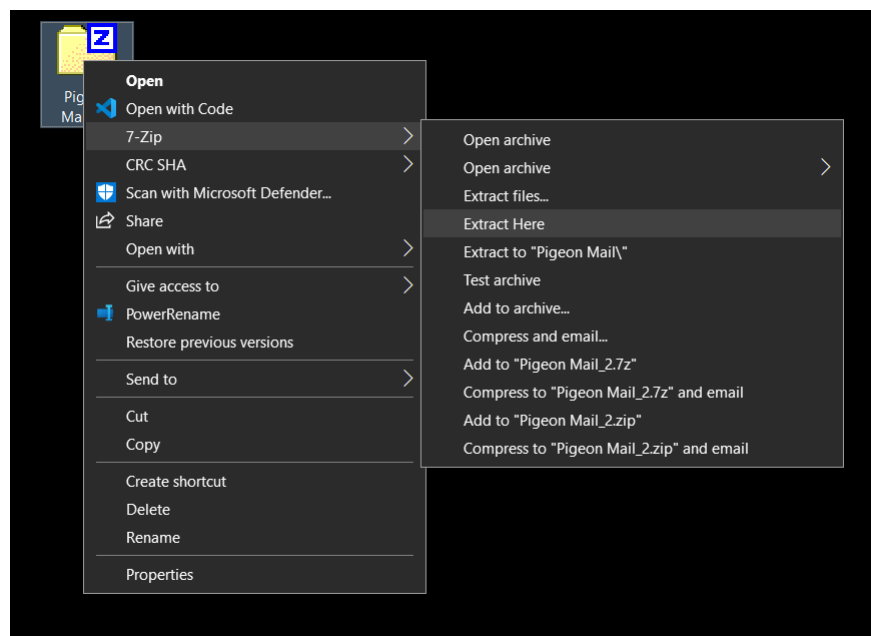 Z
Open
Open with Code
7-Zip
CRC SHA
Scan with Microsoft Defender...
Share
Open with
Give access to
PowerRename
Restore previous versions
Send to
Cut
Copy
Create shortcut
Delete
Rename
Properties
Open archive
Open archive
Extract files...
Extract Here
Extract to "Pigeon Mail\"
Test archive
Add to archive...
Compress and email...
Add to "Pigeon Mail_2.7z"
Compress to "Pigeon Mail_2.7z" and email
Add to "Pigeon Mail_2.zip"
Compress to "Pigeon Mail_2.zip" and email